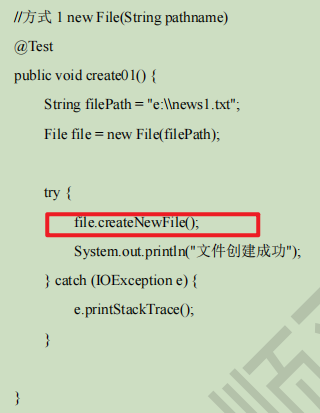 //方式 1 new File(String pathname)
@Test
public void create01() {
String filePath = "e:\\news1.txt";
File file = new File(filePath);
try {
file.createNewFile();
System.out.println("文件创建成功");
} catch (IOException e) {
e.printStackTrace();
}
}